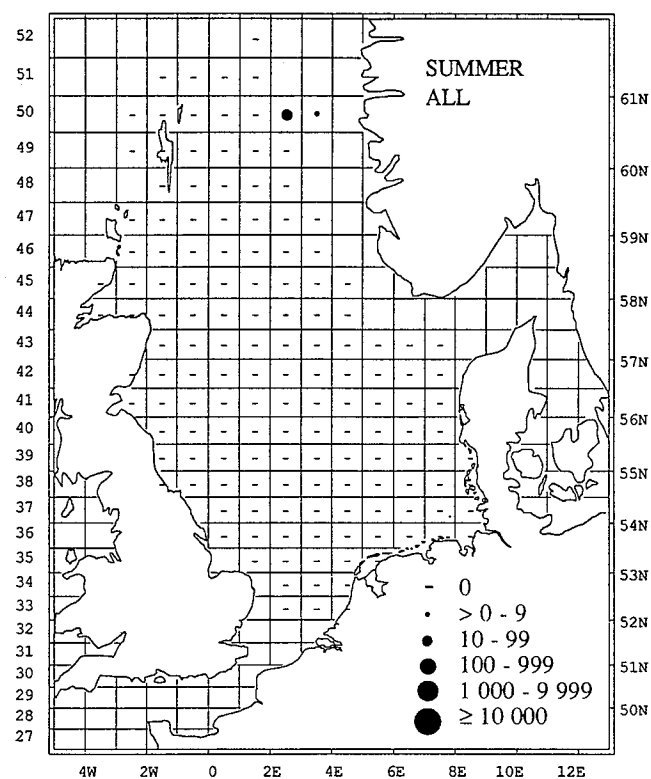 SUMMER
ALL
52
51
50
49
48
47
46
45
44
43
42
41
40
39
38
37
36
35
34
33
32
31
30
29
28
27
61N
60N
59N
58N
57N
56N
55N
54N
53N
52N
51N
50N
- 0
> 0 - 9
10 - 99
100 - 999
1 000 - 9 999
≥ 10 000
4W 2W 0 2E 4E 6E 8E 10E 12E